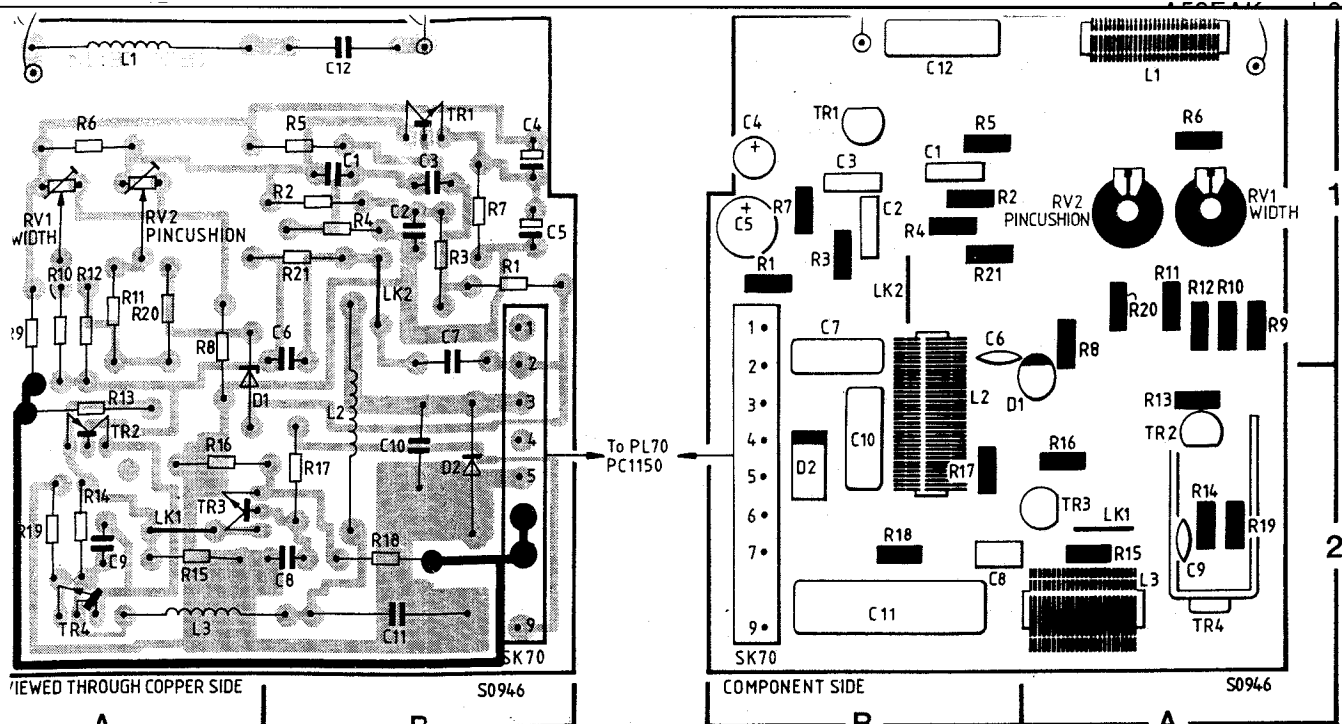 L1
C12
R6
R5
TR1
C4
C1
C3
R2
R4
C2
R7
C5
RV1
WIDTH
RV2
PINCUSHION
R21
R3
R1
R10
R12
R11
R20
LK2
R8
C6
C7
1
2
3
4
5
9
D1
L2
R13
TR2
R16
R17
C10
D2
R14
R19
TR3
LK1
C9
R15
C8
R18
TR4
L3
C11
SK70
VIEWED THROUGH COPPER SIDE
S0946
A
B
To PL70
PC1150
C12
L1
TR1
C4
+
C3
R5
C1
R6
R7
C5
+
C2
R2
R4
R3
R21
R1
LK2
RV2
PINCUSHION
RV1
WIDTH
1
R11
R20
R12
R10
R9
C7
C6
R8
1
2
3
4
5
6
7
9
L2
D1
R13
TR2
D2
C10
R17
R16
TR3
LK1
R14
R19
R18
C8
R15
C9
L3
2
C11
TR4
SK70
COMPONENT SIDE
S0946
B
A